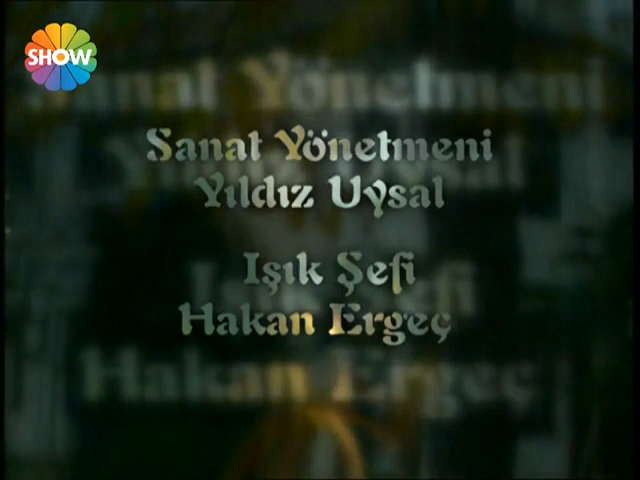 SHOW
Sanat Yönetmeni
Yıldız Uysal
Işık Şefi
Hakan Ergeç